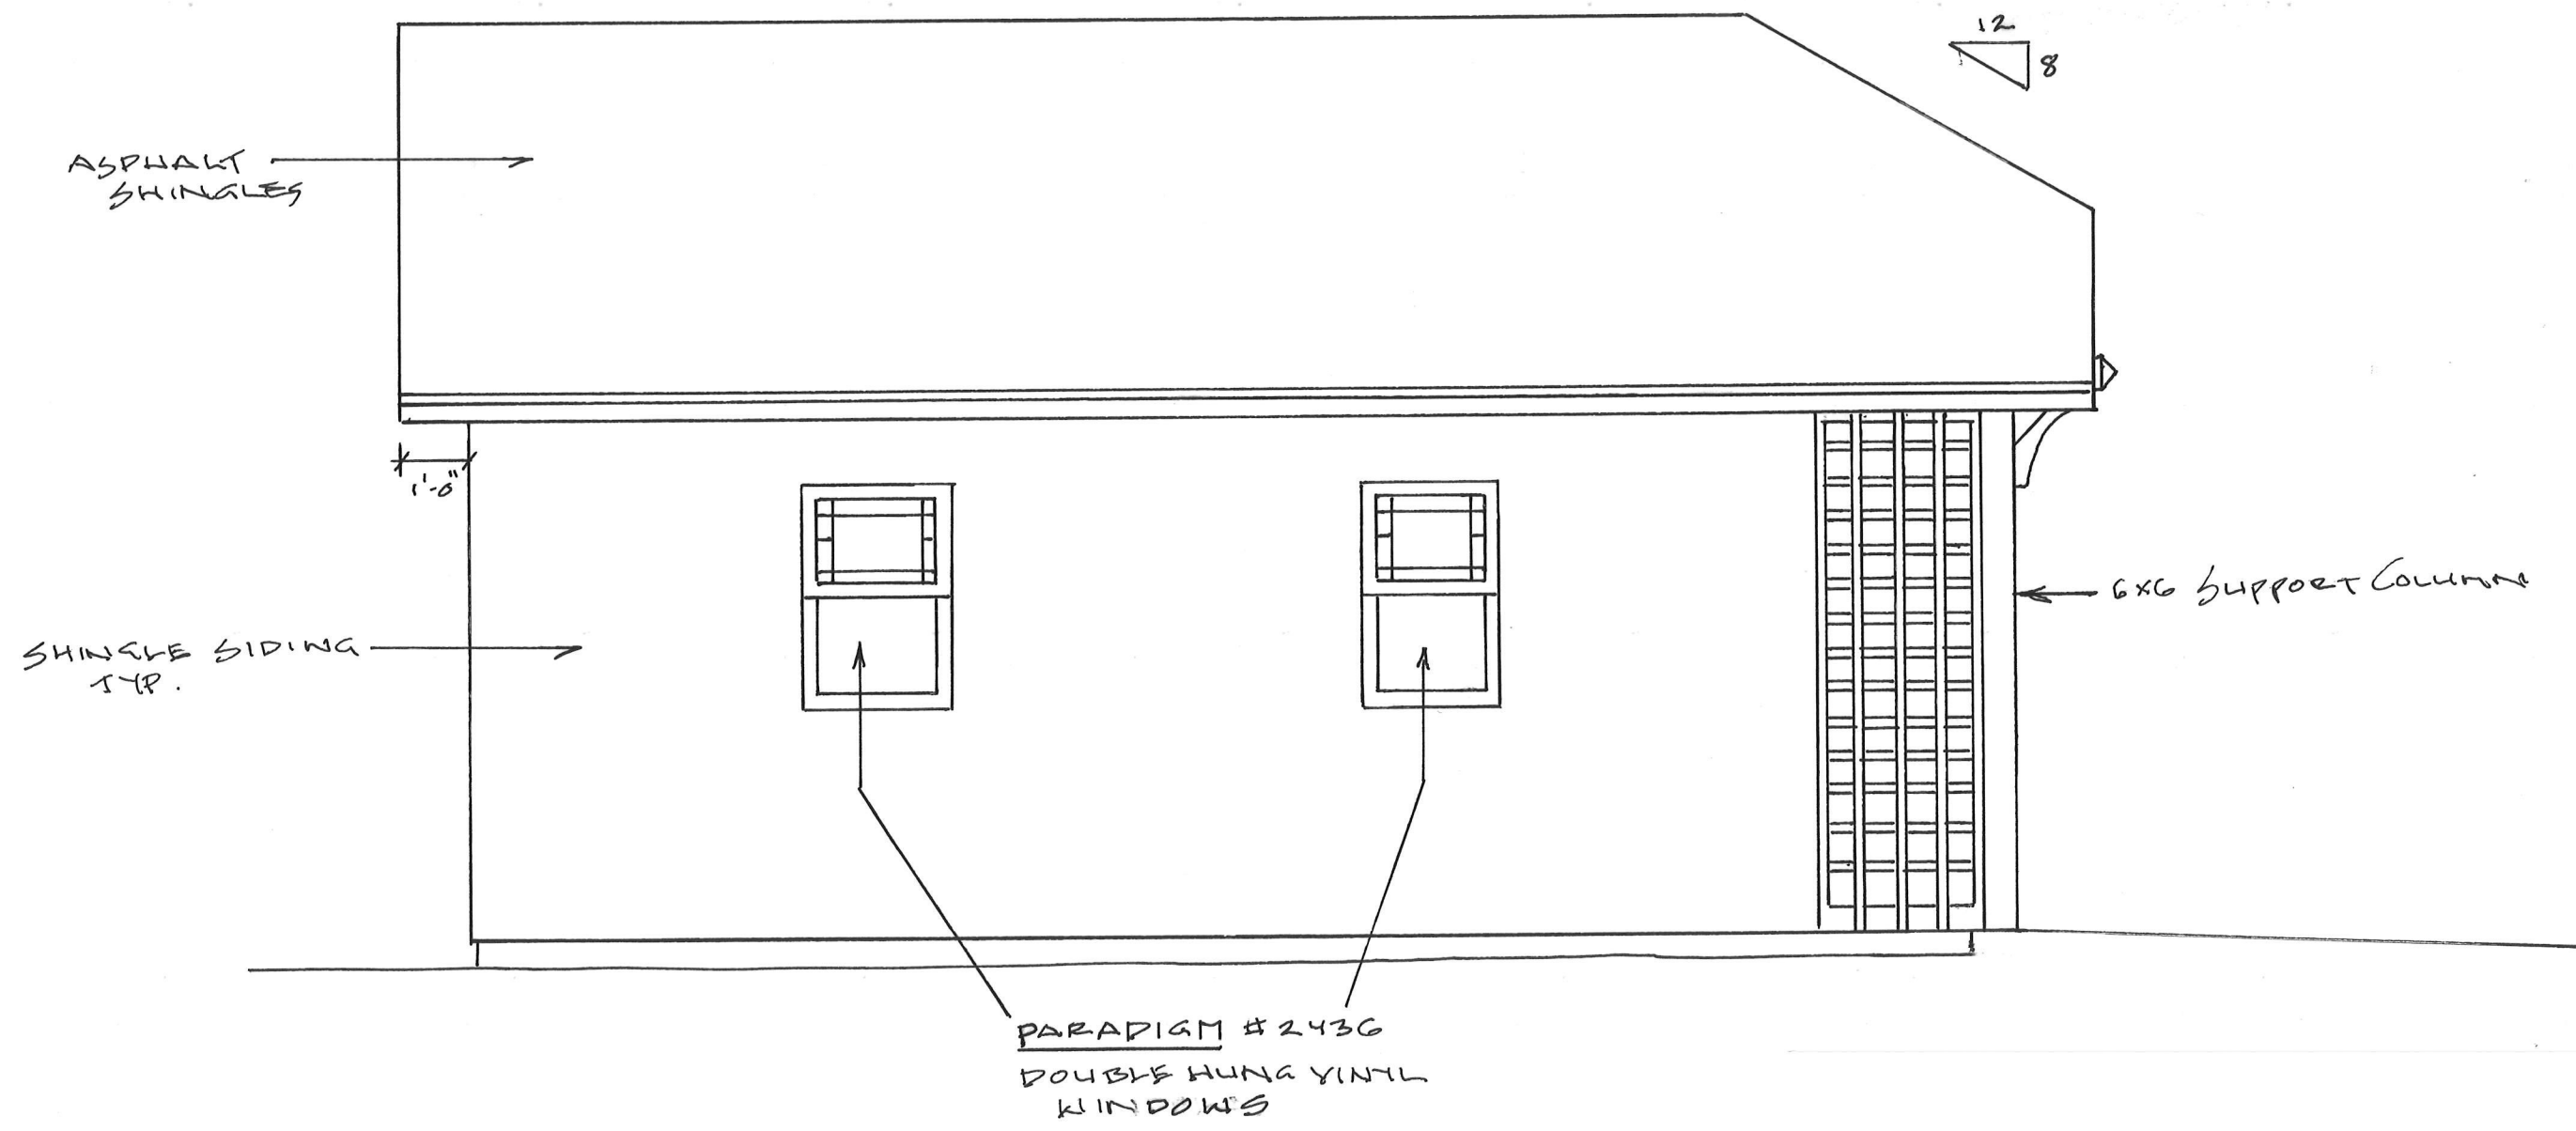 12
8
ASPHALT
SHINGLES
1'-0"
6x6 SUPPORT COLUMN
SHINGLE SIDING
TYP.
PARADIGM #2436
DOUBLE HUNG VINYL
WINDOWS